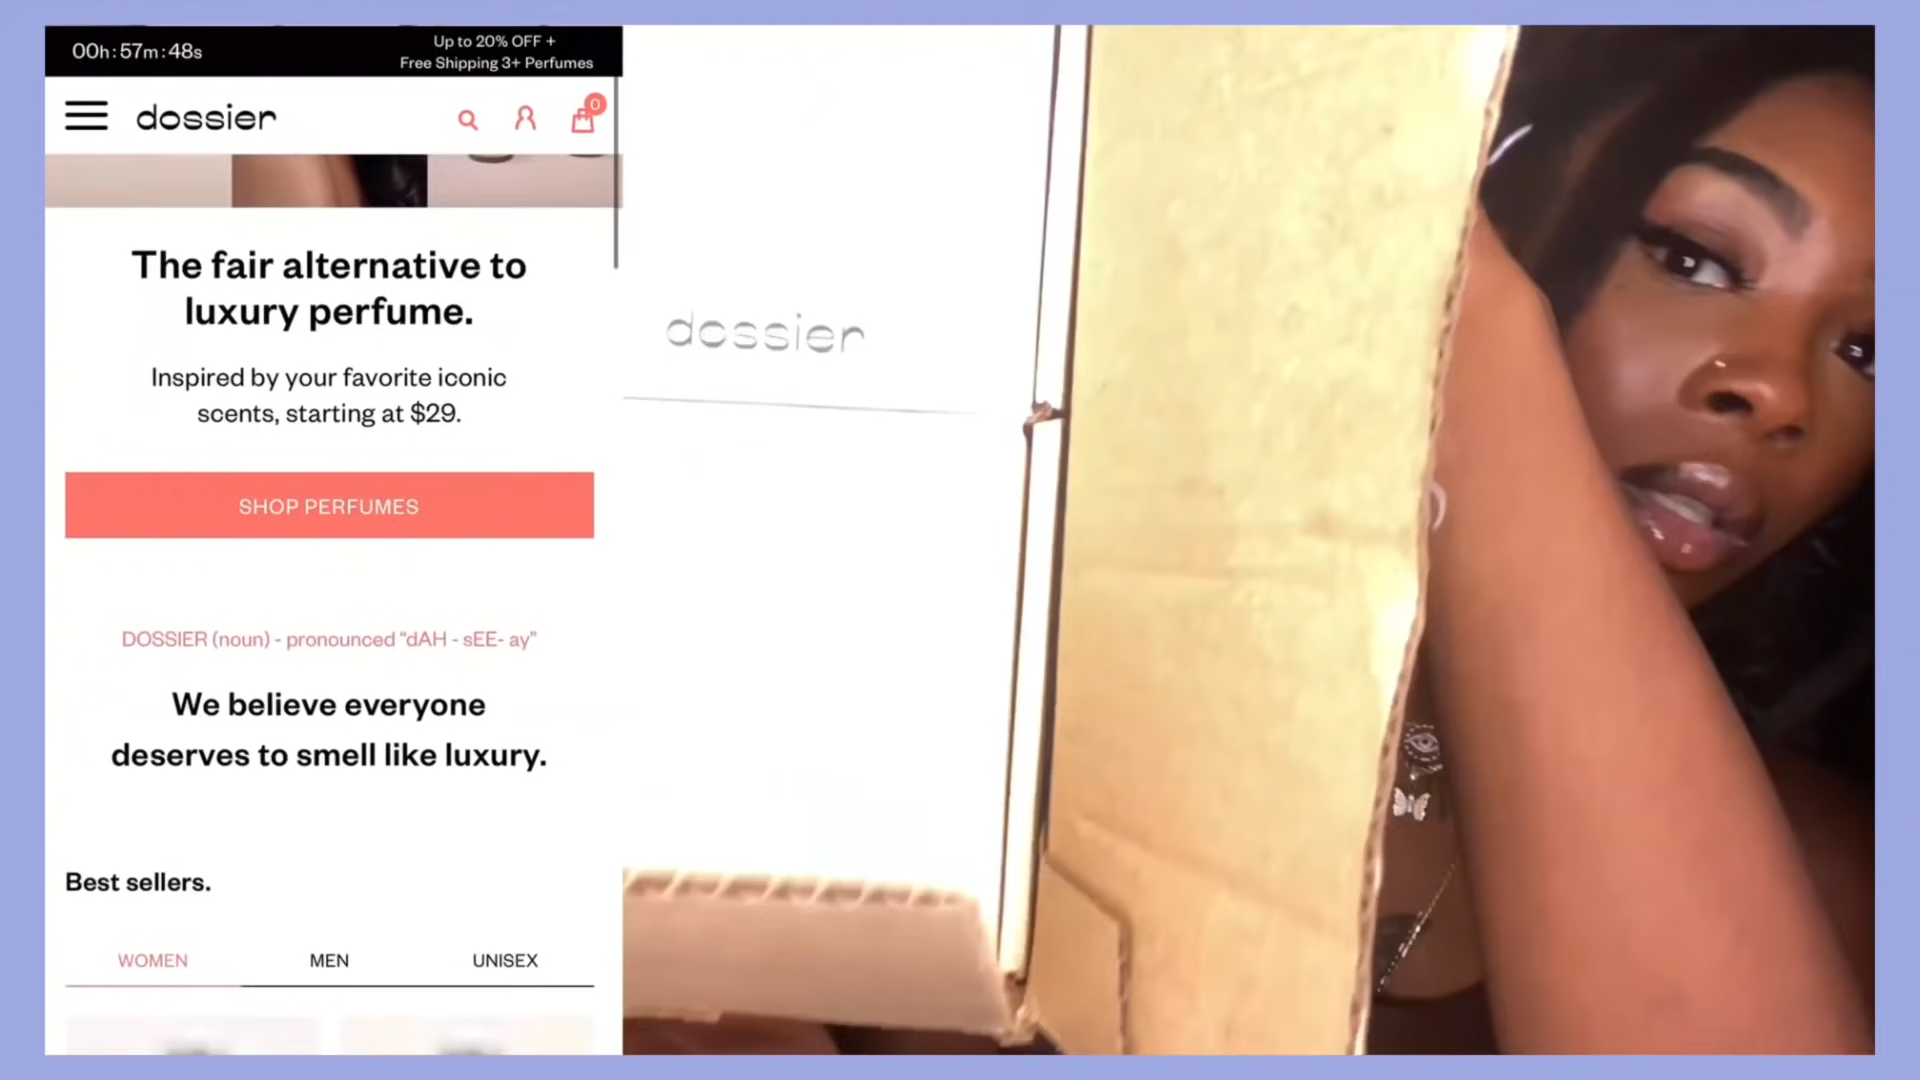 00h:57m:48s
Up to 20% OFF +
Free Shipping 3+ Perfumes
dossier
0
The fair alternative to
luxury perfume.
Inspired by your favorite iconic
scents, starting at $29.
SHOP PERFUMES
DOSSIER (noun) - pronounced “dAH - sEE- ay”
We believe everyone
deserves to smell like luxury.
Best sellers.
WOMEN MEN UNISEX
dossier